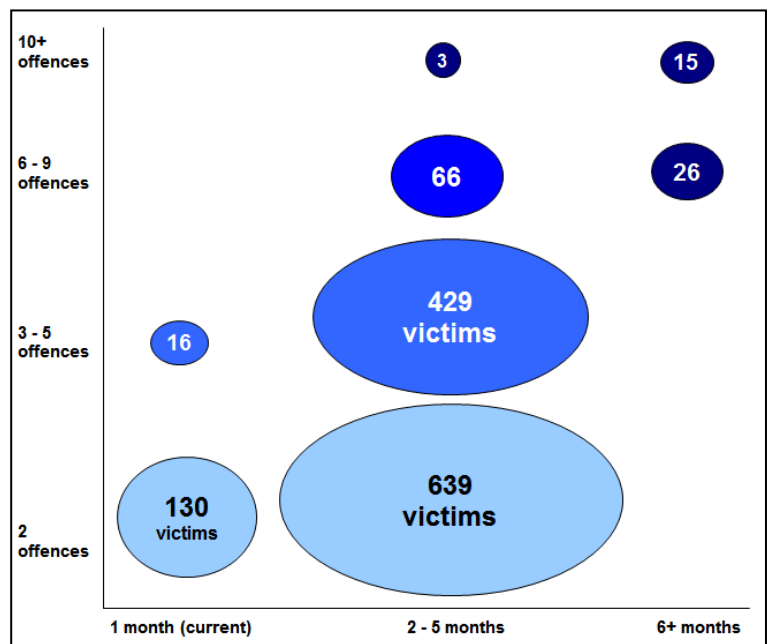 10+
offences
3
15
6 - 9
offences
66
26
429
victims
3 - 5
offences
16
639
victims
130
victims
2
offences
1 month (current)
2 - 5 months
6+ months